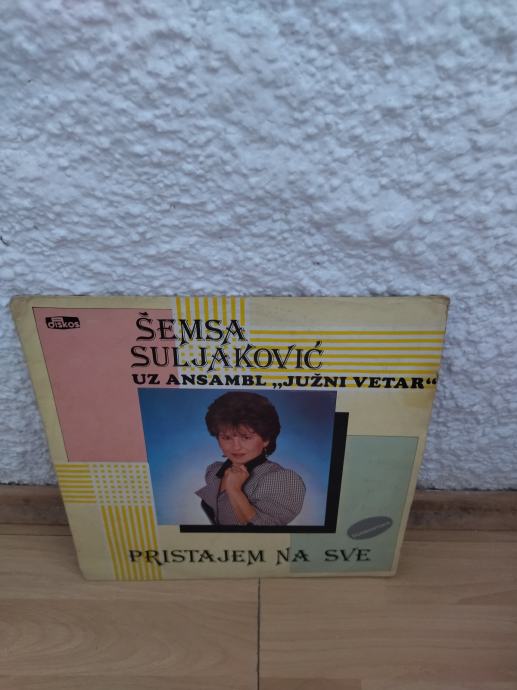 diskos
ŠEMSA
SULJAKOVIĆ
UZ ANSAMBL „JUŽNI VETAR“
PRISTAJEM NA SVE